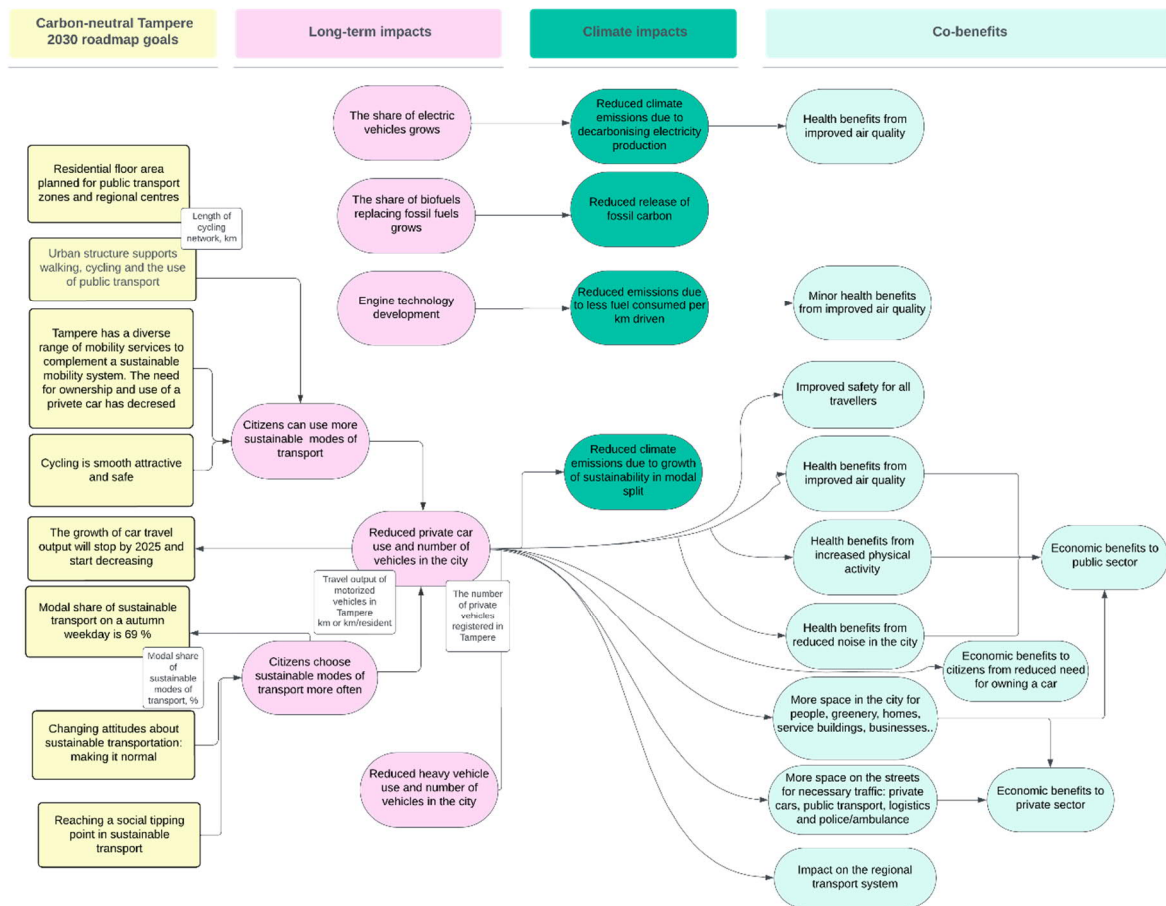 Carbon-neutral Tampere
2030 roadmap goals
Long-term impacts
Climate impacts
Co-benefits
The share of electric
vehicles grows
Reduced climate
emissions due to
decarbonising electricity
production
Health benefits from
improved air quality
Residential floor area
planned for public transport
zones and regional centres
Length of
cycling
network, km
The share of biofuels
replacing fossil fuels
grows
Reduced release of
fossil carbon
Urban structure supports
walking, cycling and the use
of public transport
Engine technology
development
Reduced emissions due
to less fuel consumed per
km driven
Minor health benefits
from improved air quality
Tampere has a diverse
range of mobility services to
complement a sustainable
mobility system. The need
for ownership and use of a
privete car has decresed
Improved safety for all
travellers
Citizens can use more
sustainable modes of
transport
Cycling is smooth attractive
and safe
Reduced climate
emissions due to growth
of sustainability in modal
split
Health benefits from
improved air quality
The growth of car travel
output will stop by 2025 and
start decreasing
Reduced private car
use and number of
vehicles in the city
Health benefits from
increased physical
activity
Economic benefits to
public sector
Travel output of
motorized vehicles in
Tampere
km or km/resident
The number
of private
vehicles
registered in
Tampere
Modal share of sustainable
transport on a autumn
weekday is 69 %
Modal share
of
sustainable
modes of
transport, %
Citizens choose
sustainable modes of
transport more often
Health benefits from
reduced noise in the city
Economic benefits to
citizens from reduced need
for owning a car
Changing attitudes about
sustainable transportation:
making it normal
More space in the city for
people, greenery, homes,
service buildings, businesses..
Reduced heavy vehicle
use and number of
vehicles in the city
More space on the streets
for necessary traffic: private
cars, public transport, logistics
and police/ambulance
Economic benefits to
private sector
Reaching a social tipping
point in sustainable
transport
Impact on the regional
transport system